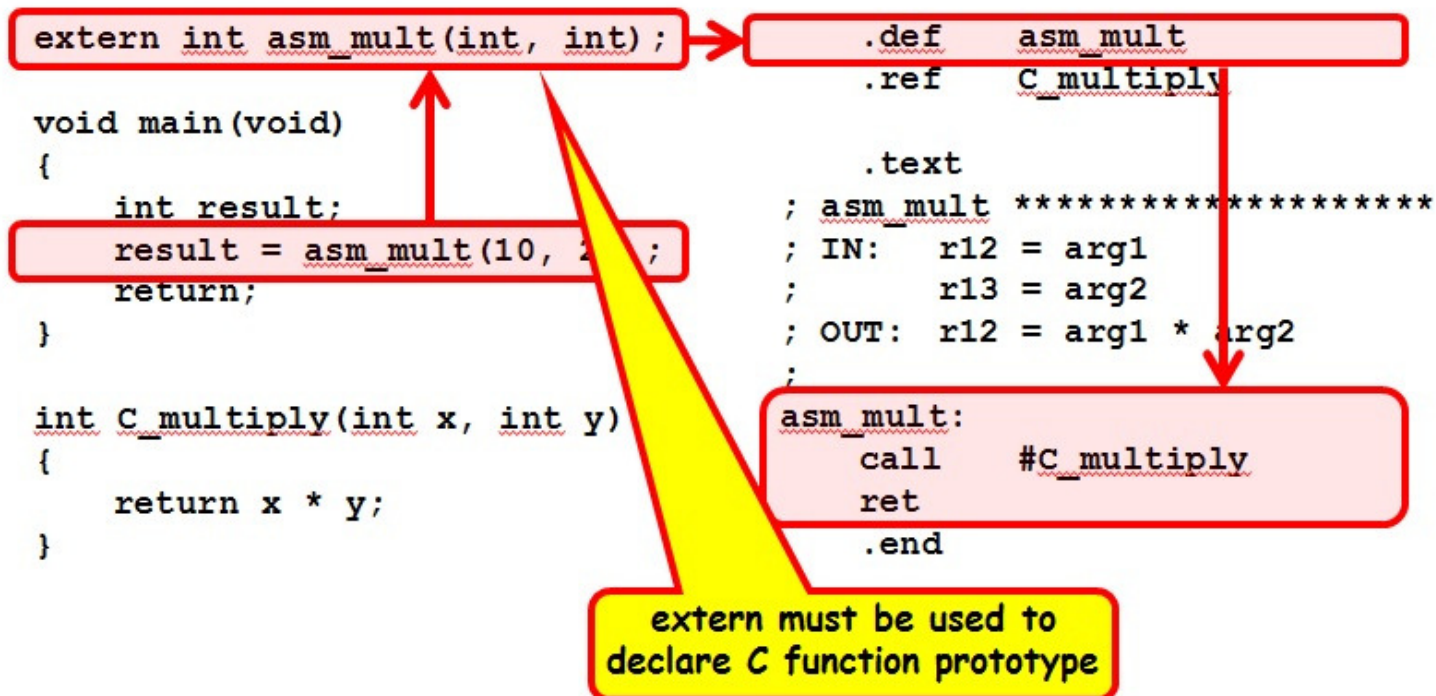 extern int asm_mult(int, int);
void main(void)
{
int result;
result = asm_mult(10, 2 ;
return;
}
int C_multiply(int x, int y)
{
return x * y;
}
.def asm_mult
.ref C_multiply
.text
; asm_mult ********************
; IN: r12 = arg1
; r13 = arg2
; OUT: r12 = arg1 * arg2
;
asm_mult:
call #C_multiply
ret
.end
extern must be used to
declare C function prototype